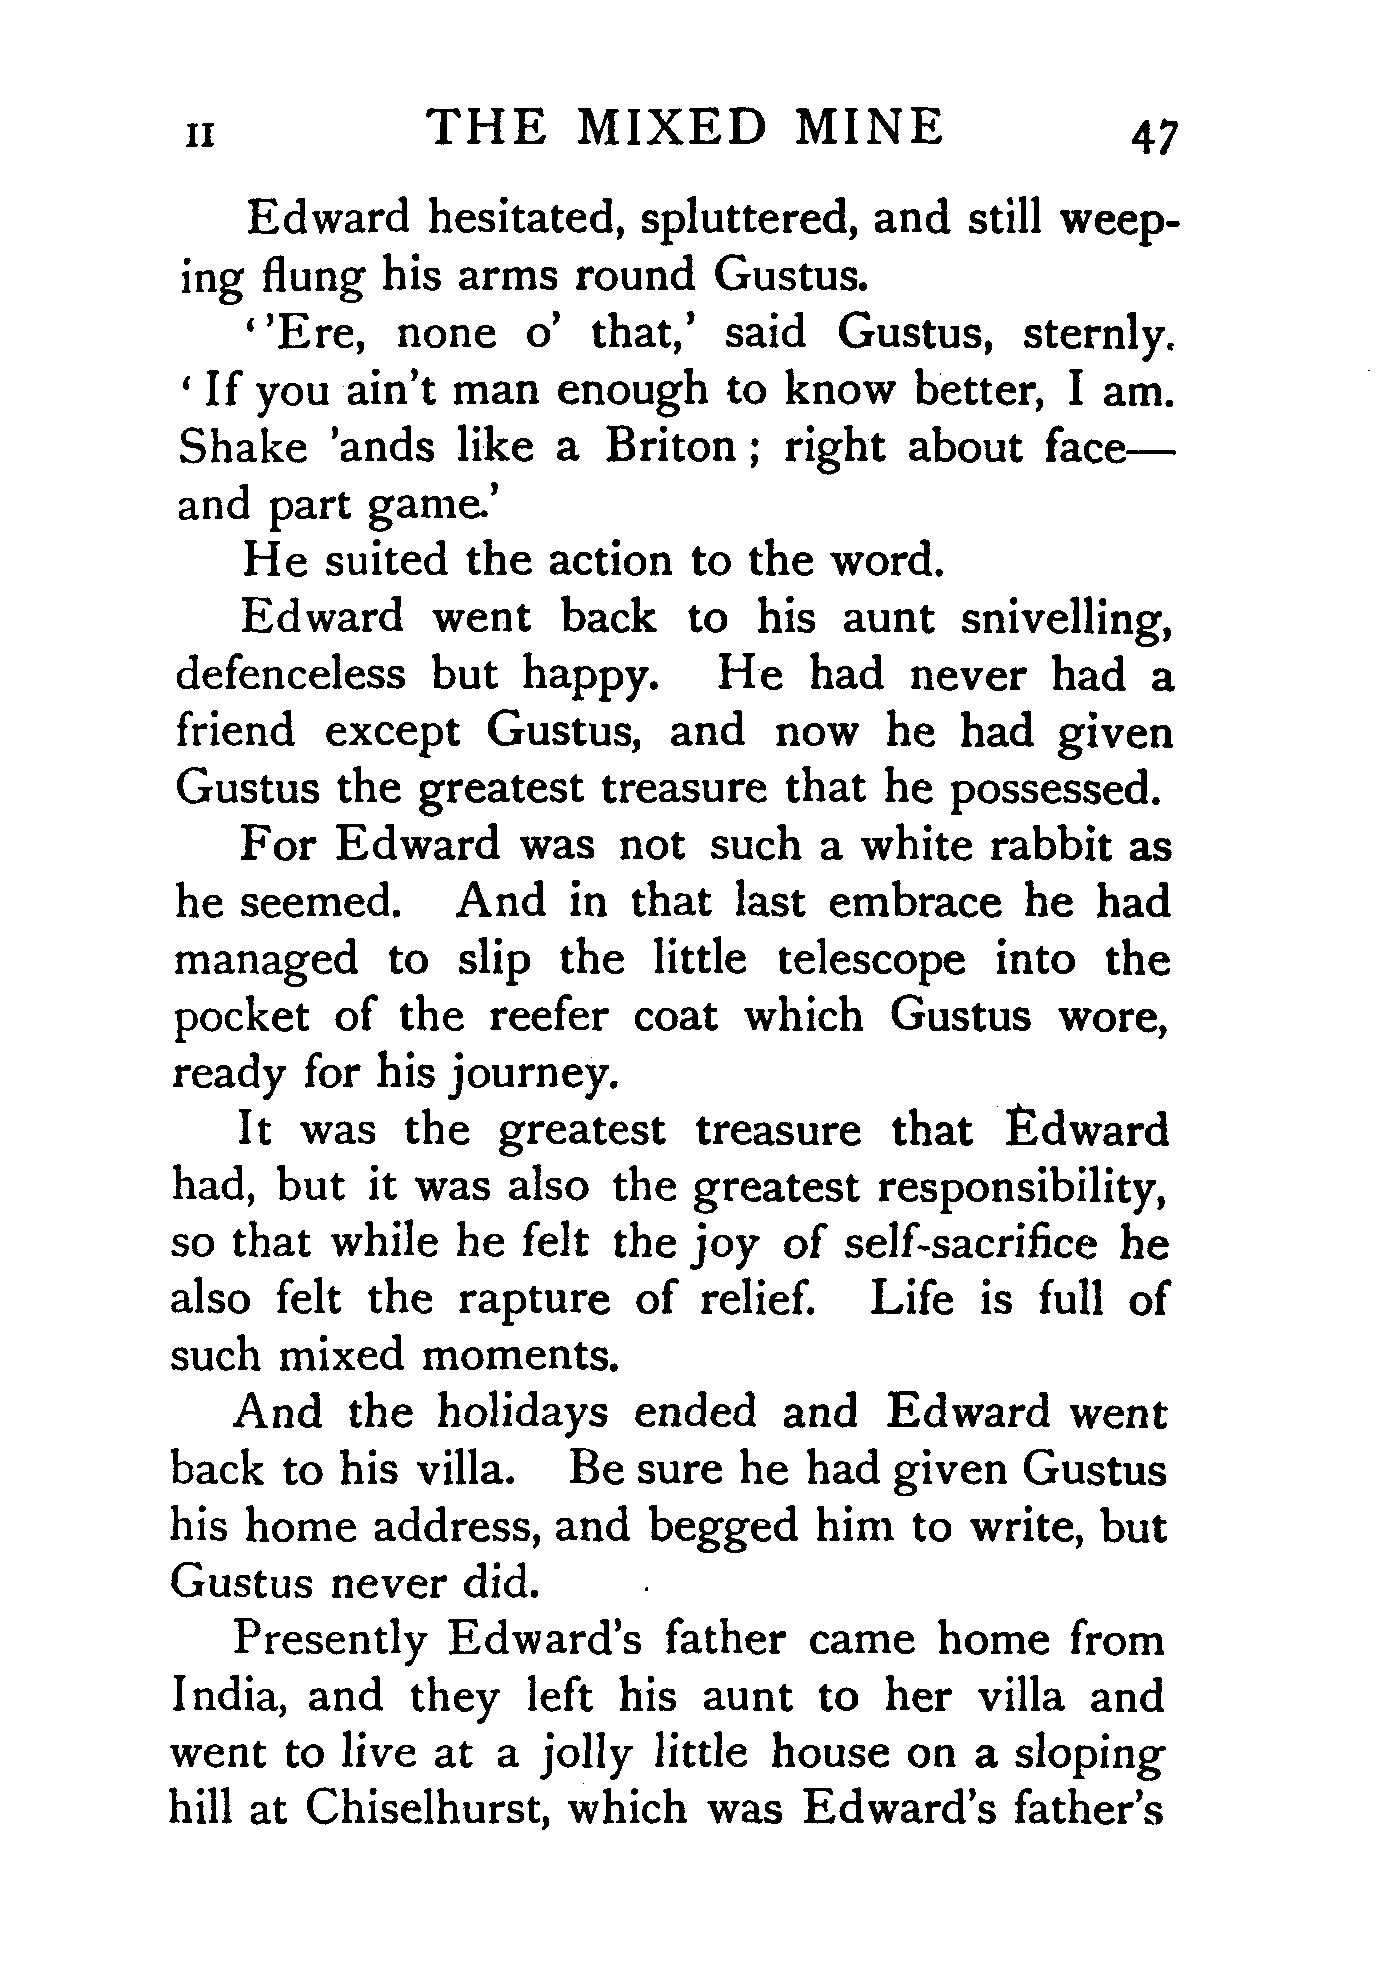 II THE MIXED MINE 47
Edward hesitated, spluttered, and still weep-
ing flung his arms round Gustus.
‘ ’Ere, none o’ that,’ said Gustus, sternly.
‘ If you ain’t man enough to know better, I am.
Shake ’ands like a Briton ; right about face—
and part game.’
He suited the action to the word.
Edward went back to his aunt snivelling,
defenceless but happy. He had never had a
friend except Gustus, and now he had given
Gustus the greatest treasure that he possessed.
For Edward was not such a white rabbit as
he seemed. And in that last embrace he had
managed to slip the little telescope into the
pocket of the reefer coat which Gustus wore,
ready for his journey.
It was the greatest treasure that Edward
had, but it was also the greatest responsibility,
so that while he felt the joy of self-sacrifice he
also felt the rapture of relief. Life is full of
such mixed moments.
And the holidays ended and Edward went
back to his villa. Be sure he had given Gustus
his home address, and begged him to write, but
Gustus never did.
Presently Edward’s father came home from
India, and they left his aunt to her villa and
went to live at a jolly little house on a sloping
hill at Chiselhurst, which was Edward’s father’s